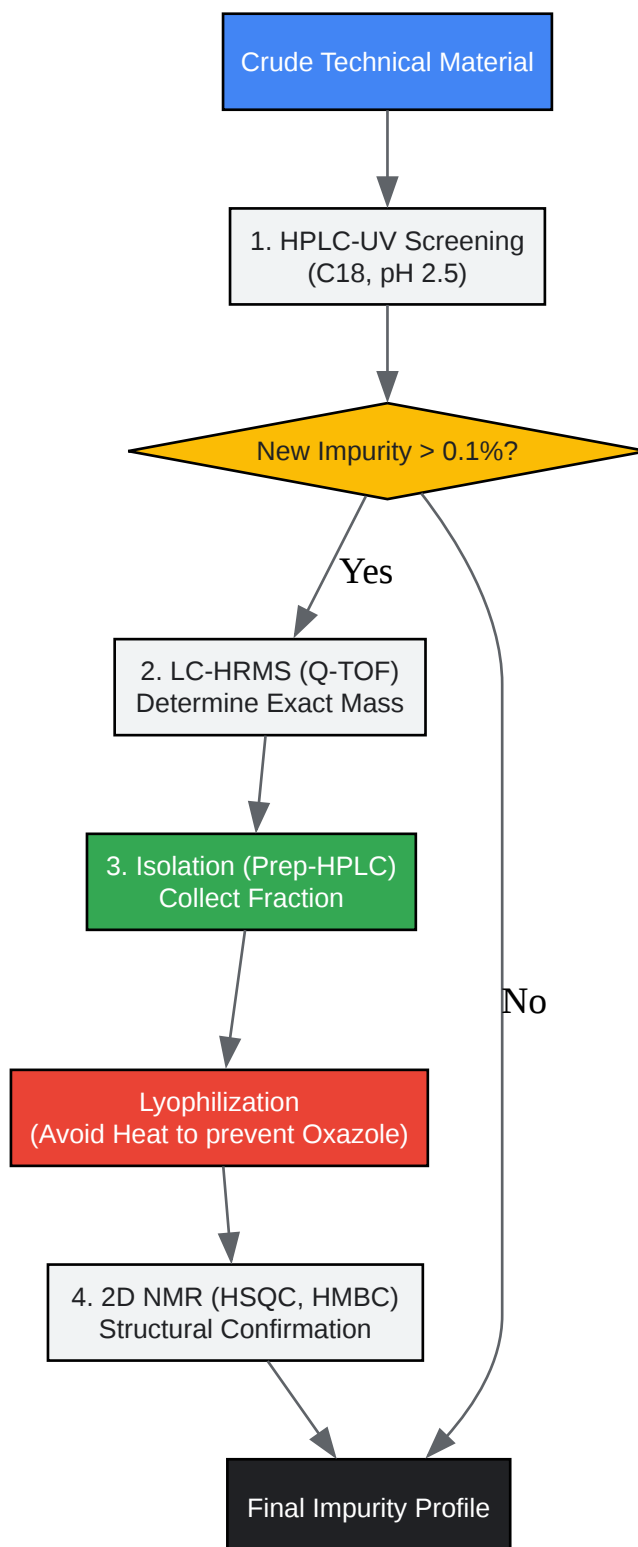 Crude Technical Material
1. HPLC-UV Screening
(C18, pH 2.5)
New Impurity > 0.1%?
Yes
2. LC-HRMS (Q-TOF)
Determine Exact Mass
3. Isolation (Prep-HPLC)
Collect Fraction
No
Lyophilization
(Avoid Heat to prevent Oxazole)
4. 2D NMR (HSQC, HMBC)
Structural Confirmation
Final Impurity Profile